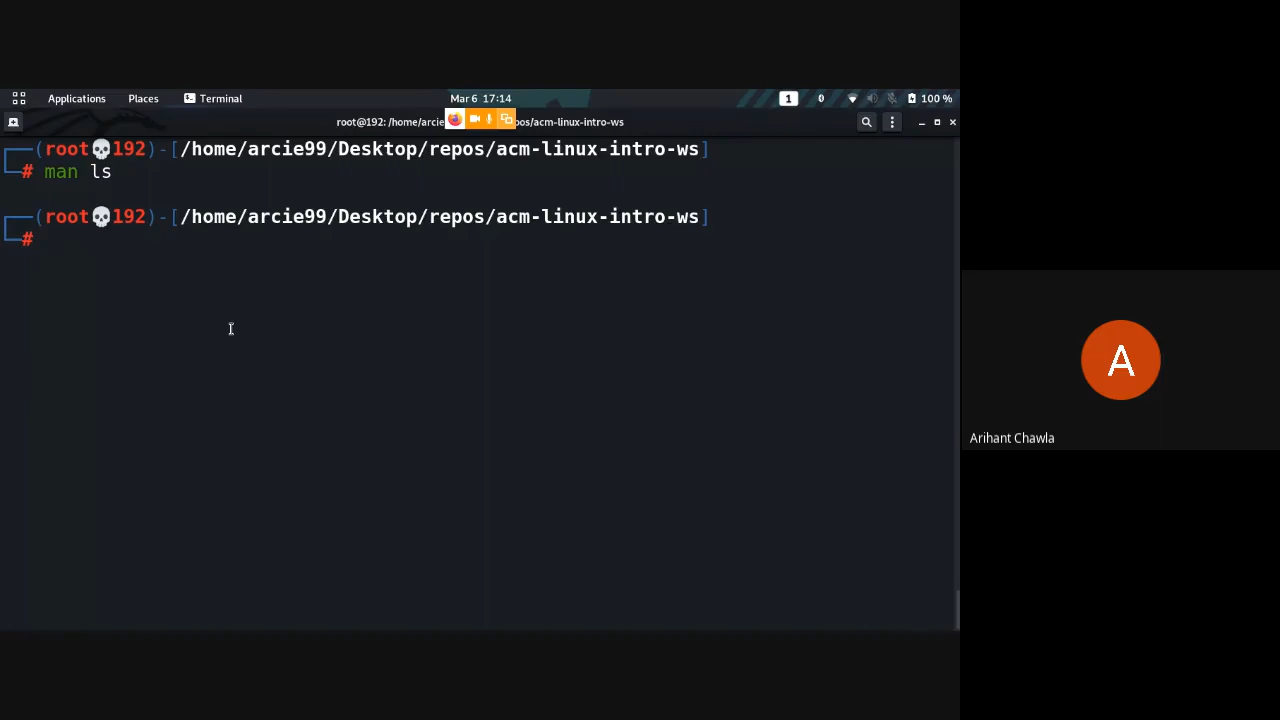 Applications Places Terminal Mar 6 17:14 1 100 %
root@192: /home/arcie pos/acm-linux-intro-ws
(root💀192)-[/home/arcie99/Desktop/repos/acm-linux-intro-ws]
# man ls
(root💀192)-[/home/arcie99/Desktop/repos/acm-linux-intro-ws]
#
A
Arihant Chawla